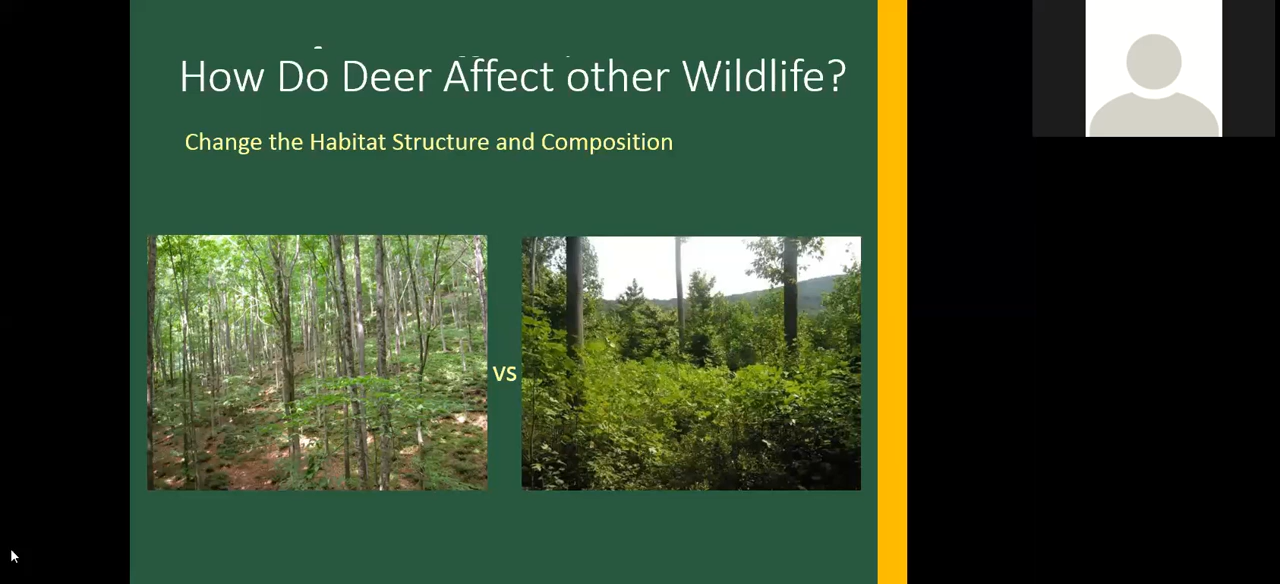 How Do Deer Affect other Wildlife?
Change the Habitat Structure and Composition
vs